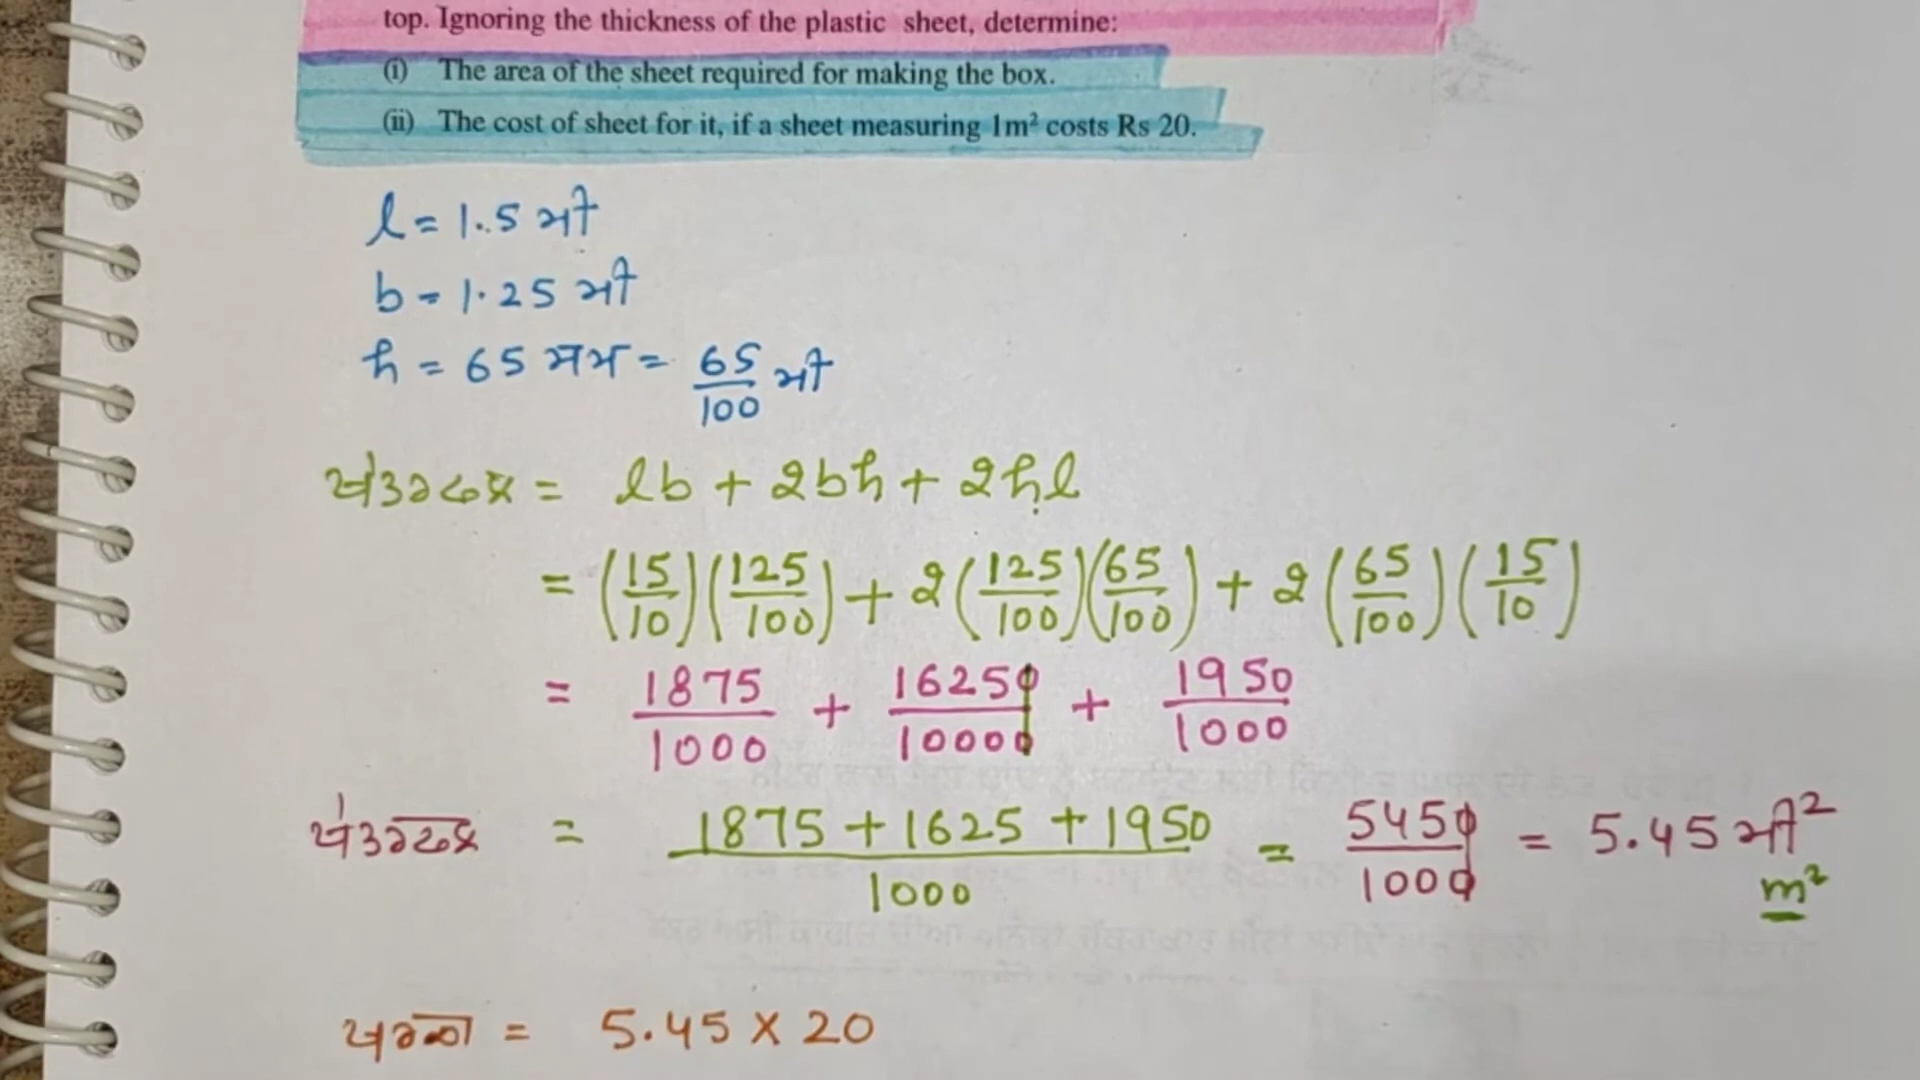 top. Ignoring the thickness of the plastic sheet, determine:
(i) The area of the sheet required for making the box.
(ii) The cost of sheet for it, if a sheet measuring 1m² costs Rs 20.
l = 1.5 ਮੀ
b = 1.25 ਮੀ
h = 65 ਸਮ = 65/100 ਮੀ
ਖੇਤਰਫਲ = lb + 2bh + 2hl
= (15/10)(125/100) + 2(125/100)(65/100) + 2(65/100)(15/10)
= 1875/1000 + 16250/10000 + 1950/1000
ਖੇਤਰਫਲ = 1875 + 1625 + 1950/1000 = 5450/1000 = 5.45 ਮੀ²
m²
ਖਰਚਾ = 5.45 × 20